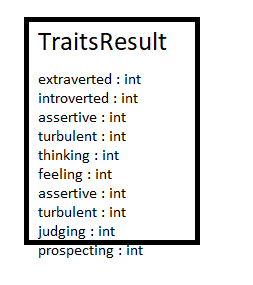 TraitsResult
extraverted : int
introverted : int
assertive : int
turbulent : int
thinking : int
feeling : int
assertive : int
turbulent : int
judging : int
prospecting : int